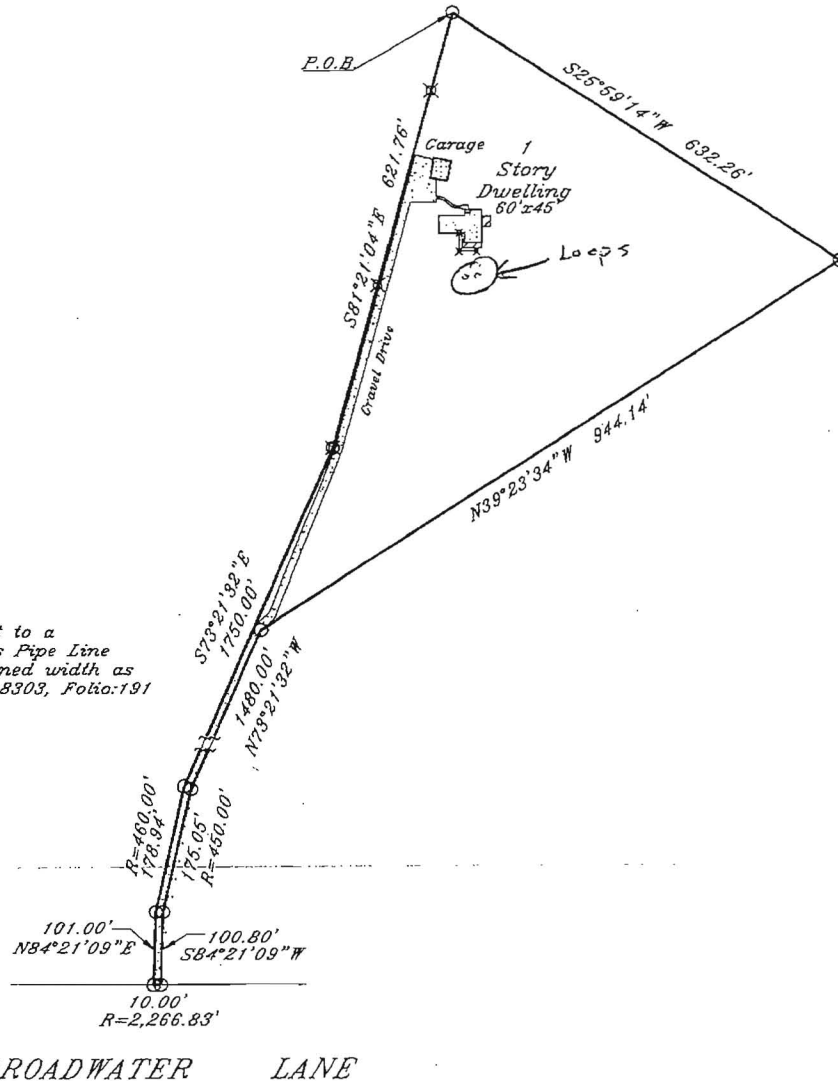 P.O.B.
S25°59'14"W 632.26'
Garage
1
Story
Dwelling
60'x45'
Loops
S81°21'04"E 621.76'
Gravel Drive
N39°23'34"W 944.14'
S73°21'32"E
1750.00'
1480.00'
N73°21'32"W
t to a
s Pipe Line
ned width as
8303, Folio:191
R=460.00'
178.94'
175.05'
R=450.00'
101.00'
N84°21'09"E
100.80'
S84°21'09"W
10.00'
R=2,266.83'
ROADWATER LANE